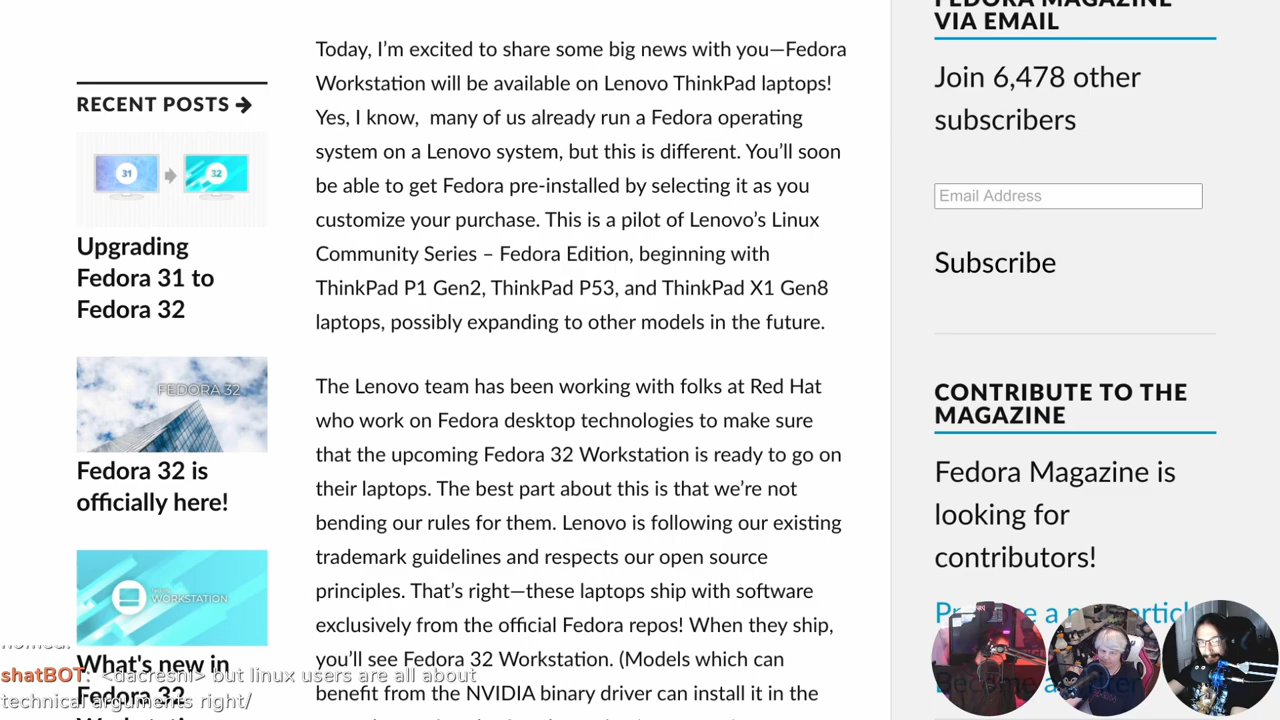 RECENT POSTS →
31
32
Upgrading
Fedora 31 to
Fedora 32
FEDORA 32
Fedora 32 is
officially here!
WORKSTATION
What's new in
Fedora 32
Today, I’m excited to share some big news with you—Fedora
Workstation will be available on Lenovo ThinkPad laptops!
Yes, I know,  many of us already run a Fedora operating
system on a Lenovo system, but this is different. You’ll soon
be able to get Fedora pre-installed by selecting it as you
customize your purchase. This is a pilot of Lenovo’s Linux
Community Series – Fedora Edition, beginning with
ThinkPad P1 Gen2, ThinkPad P53, and ThinkPad X1 Gen8
laptops, possibly expanding to other models in the future.
The Lenovo team has been working with folks at Red Hat
who work on Fedora desktop technologies to make sure
that the upcoming Fedora 32 Workstation is ready to go on
their laptops. The best part about this is that we’re not
bending our rules for them. Lenovo is following our existing
trademark guidelines and respects our open source
principles. That’s right—these laptops ship with software
exclusively from the official Fedora repos! When they ship,
you’ll see Fedora 32 Workstation. (Models which can
benefit from the NVIDIA binary driver can install it in the
FEDORA MAGAZINE
VIA EMAIL
Join 6,478 other
subscribers
Email Address
Subscribe
CONTRIBUTE TO THE
MAGAZINE
Fedora Magazine is
looking for
contributors!
shatBOT: <dacreshi> but linux users are all about
technical arguments right/